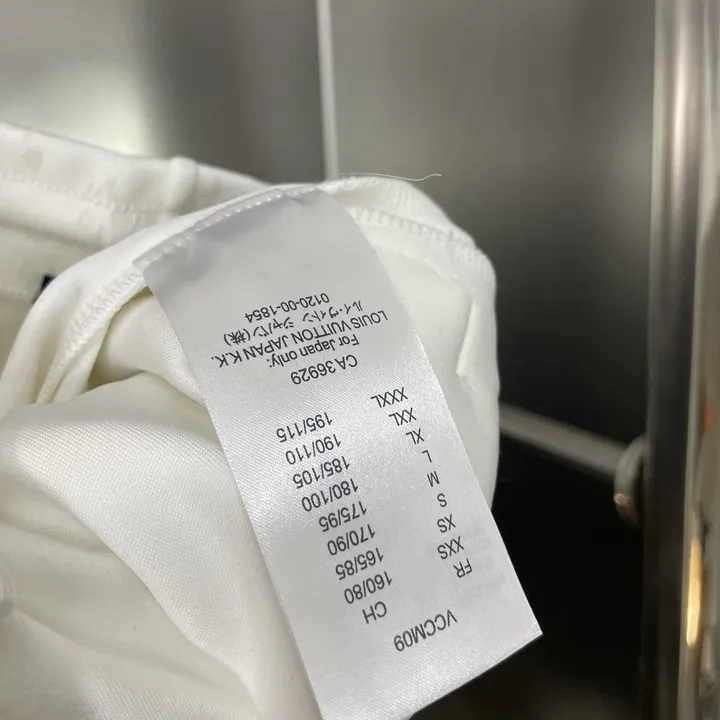 VCCM09
FR CH
XXS 160/80
XS 165/85
S 170/90
M 175/95
L 180/100
XL 185/105
XXL 190/110
XXXL 195/115
CA 36929
For Japan only:
LOUIS VUITTON JAPAN K.K.
ルイ・ヴィトン ジャパン(株)
0120-00-1854